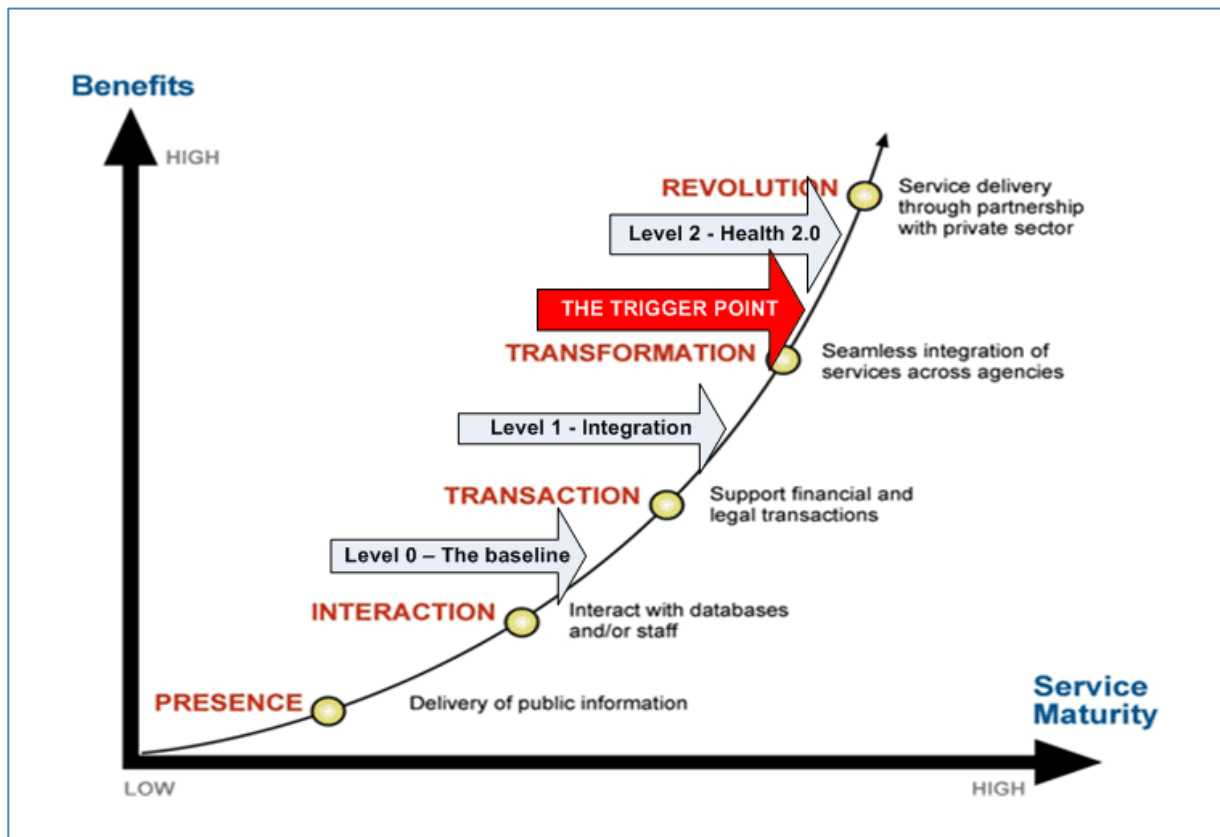 Benefits
HIGH
REVOLUTION
Service delivery
through partnership
with private sector
Level 2 - Health 2.0
THE TRIGGER POINT
TRANSFORMATION
Seamless integration of
services across agencies
Level 1 - Integration
TRANSACTION
Support financial and
legal transactions
Level 0 – The baseline
INTERACTION
Interact with databases
and/or staff
PRESENCE
Delivery of public information
Service
Maturity
LOW
HIGH